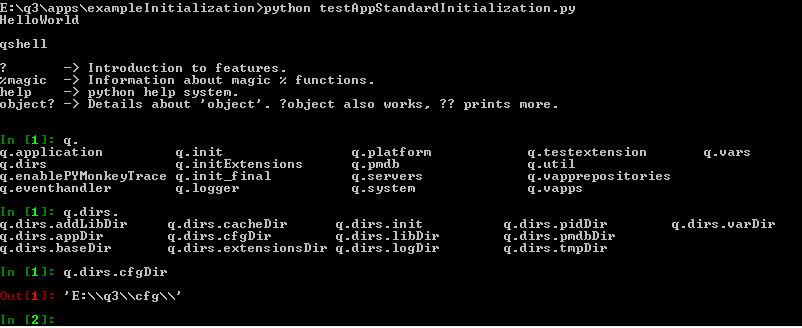 E:\q3\apps\exampleInitialization>python testAppStandardInitialization.py
HelloWorld
qshell
?       -> Introduction to features.
%magic  -> Information about magic % functions.
help    -> python help system.
object? -> Details about 'object'. ?object also works, ?? prints more.
In [1]: q.
q.application q.init q.platform q.testextension q.vars
q.dirs q.initExtensions q.pmdb q.util
q.enablePYMonkeyTrace q.init_final q.servers q.vapprepositories
q.eventhandler q.logger q.system q.vapps
In [1]: q.dirs.
q.dirs.addLibDir q.dirs.cacheDir q.dirs.init q.dirs.pidDir q.dirs.varDir
q.dirs.appDir q.dirs.cfgDir q.dirs.libDir q.dirs.pmdbDir
q.dirs.baseDir q.dirs.extensionsDir q.dirs.logDir q.dirs.tmpDir
In [1]: q.dirs.cfgDir
Out[1]: 'E:\\q3\\cfg\\'
In [2]: